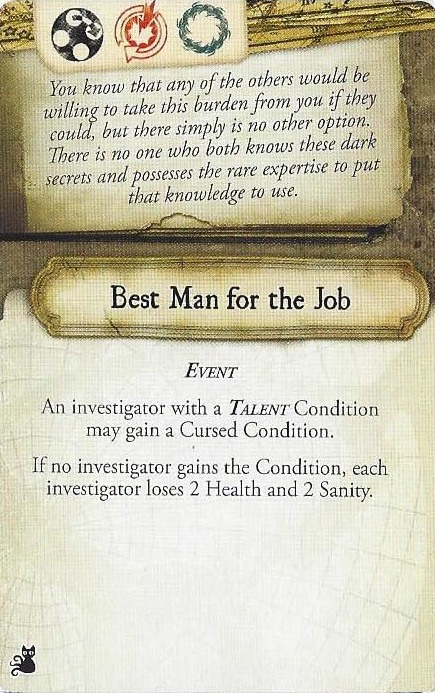 You know that any of the others would be
willing to take this burden from you if they
could, but there simply is no other option.
There is no one who both knows these dark
secrets and possesses the rare expertise to put
that knowledge to use.
Best Man for the Job
EVENT
An investigator with a TALENT Condition
may gain a Cursed Condition.
If no investigator gains the Condition, each
investigator loses 2 Health and 2 Sanity.